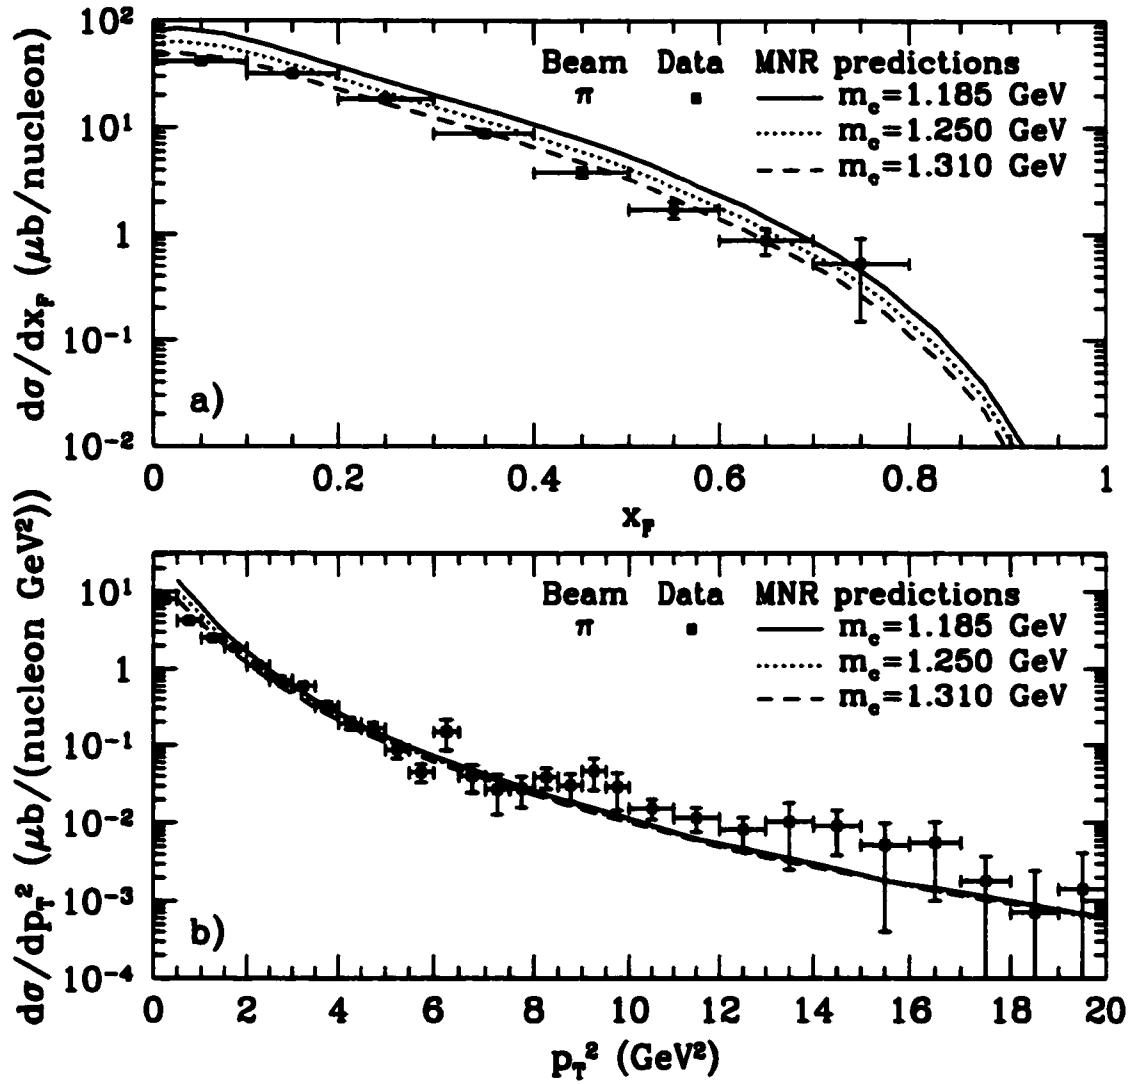 10² 10¹ 1 10⁻¹ 10⁻²
dσ/dx_F (μb/nucleon)
Beam Data MNR predictions
π m_c=1.185 GeV
m_c=1.250 GeV
m_c=1.310 GeV
a)
0 0.2 0.4 0.6 0.8 1
x_F
10¹ 1 10⁻¹ 10⁻² 10⁻³ 10⁻⁴
dσ/dp_T² (μb/(nucleon GeV²))
Beam Data MNR predictions
π m_c=1.185 GeV
m_c=1.250 GeV
m_c=1.310 GeV
b)
0 2 4 6 8 10 12 14 16 18 20
p_T² (GeV²)